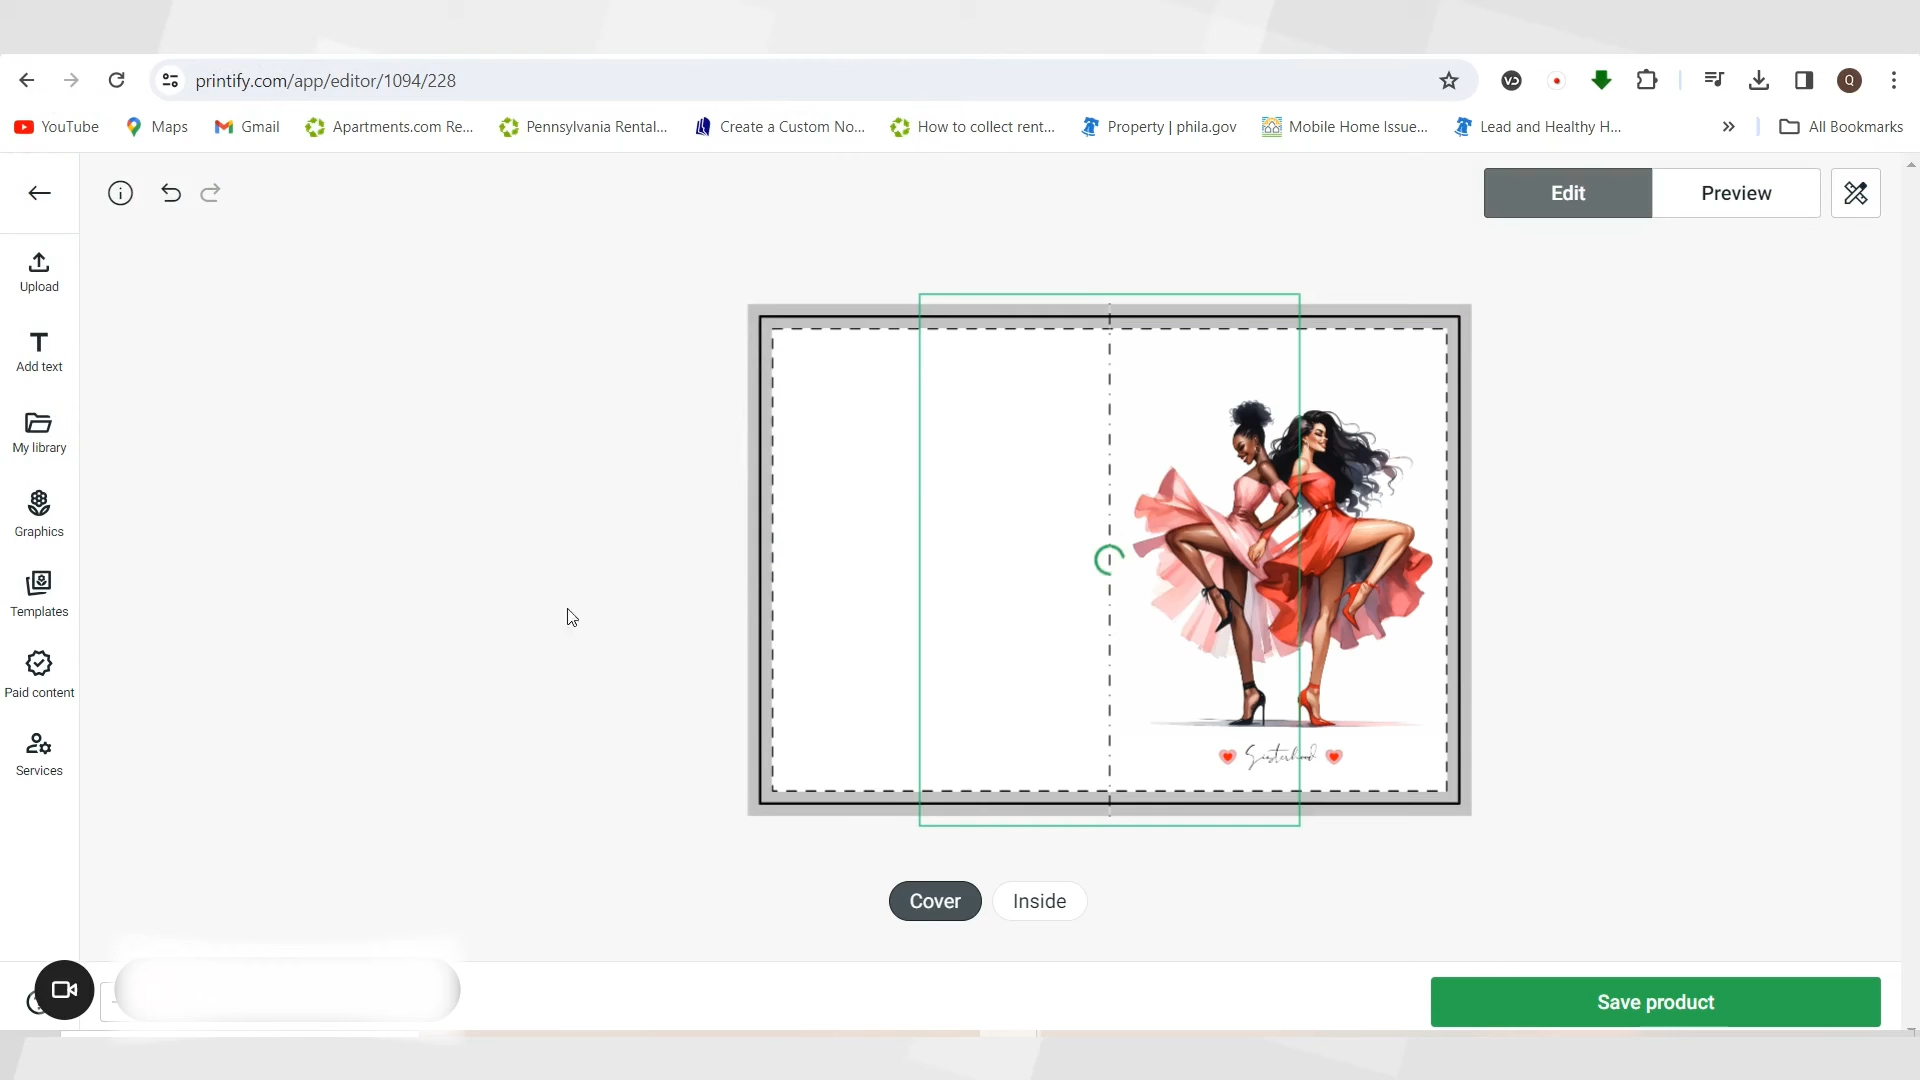 printify.com/app/editor/1094/228
Q
YouTube
Maps
Gmail
Apartments.com Re...
Pennsylvania Rental...
Create a Custom No...
How to collect rent...
Property | phila.gov
Mobile Home Issue...
Lead and Healthy H...
All Bookmarks
Edit
Preview
Upload
Add text
My library
Graphics
Templates
Paid content
Services
Sisterhood
Cover
Inside
Save product